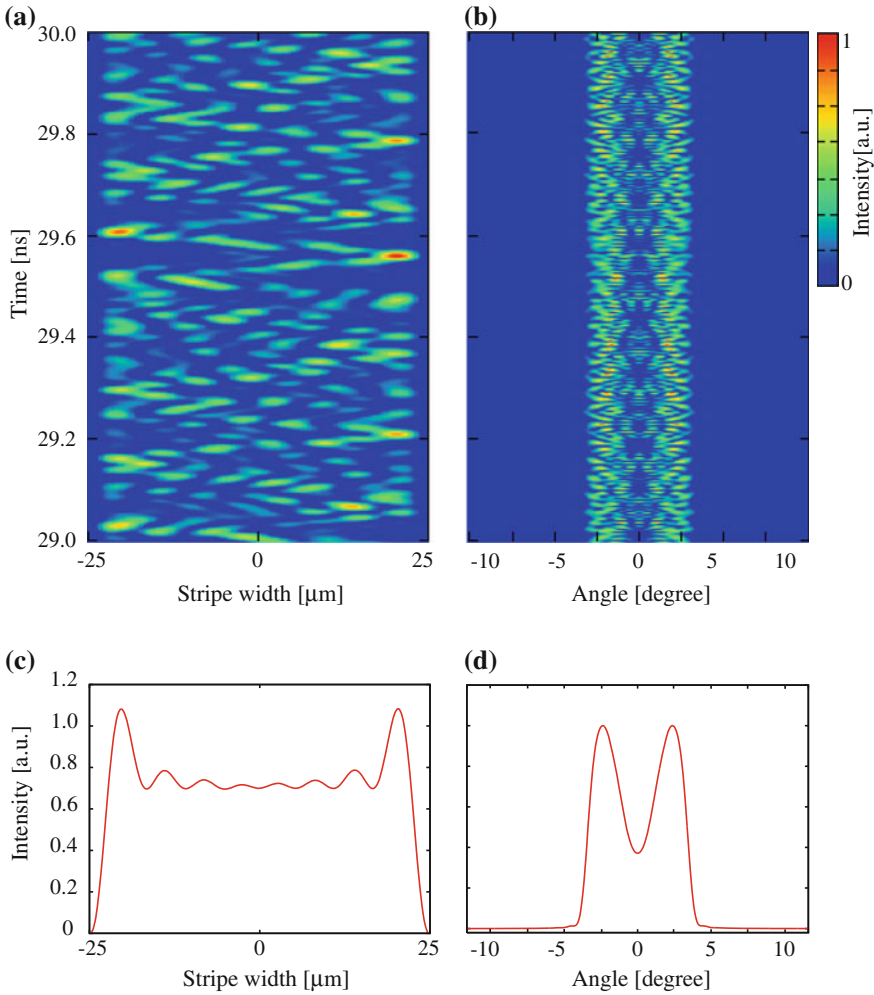 (a)
(b)
30.0
29.8
29.6
29.4
29.2
29.0
Time [ns]
-25
0
25
Stripe width [μm]
-10
-5
0
5
10
Angle [degree]
1
0
Intensity [a.u.]
(c)
(d)
1.2
1.0
0.8
0.6
0.4
0.2
0
Intensity [a.u.]
-25
0
25
Stripe width [μm]
-10
-5
0
5
10
Angle [degree]